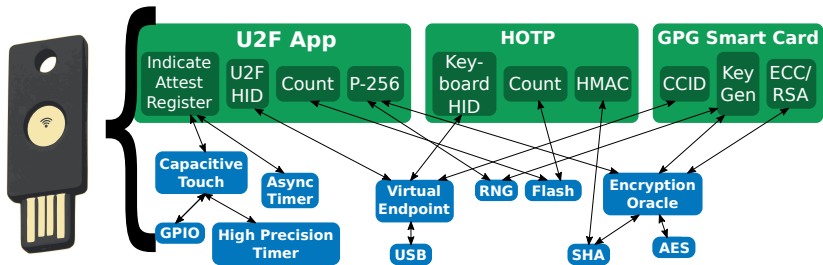 U2F App
HOTP
GPG Smart Card
Indicate
Attest
Register
U2F
HID
Count
P-256
Key-
board
HID
Count
HMAC
CCID
Key
Gen
ECC/
RSA
Capacitive
Touch
Async
Timer
Virtual
Endpoint
RNG
Flash
Encryption
Oracle
GPIO
High Precision
Timer
USB
SHA
AES